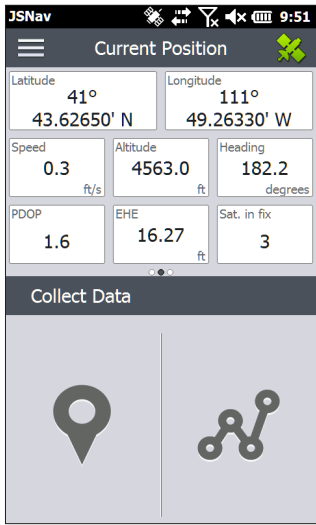 JSNav 9:51
Current Position
Latitude Longitude
41° 111°
43.62650' N 49.26330' W
Speed Altitude Heading
0.3 4563.0 182.2
ft/s ft degrees
PDOP EHE Sat. in fix
1.6 16.27 3
ft
Collect Data